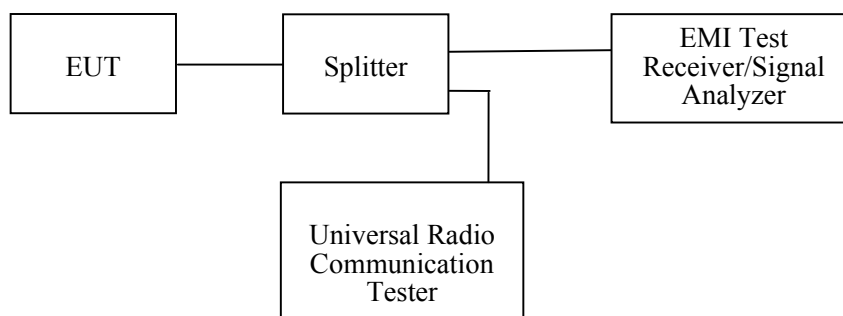 EUT
Splitter
EMI Test
Receiver/Signal
Analyzer
Universal Radio
Communication
Tester